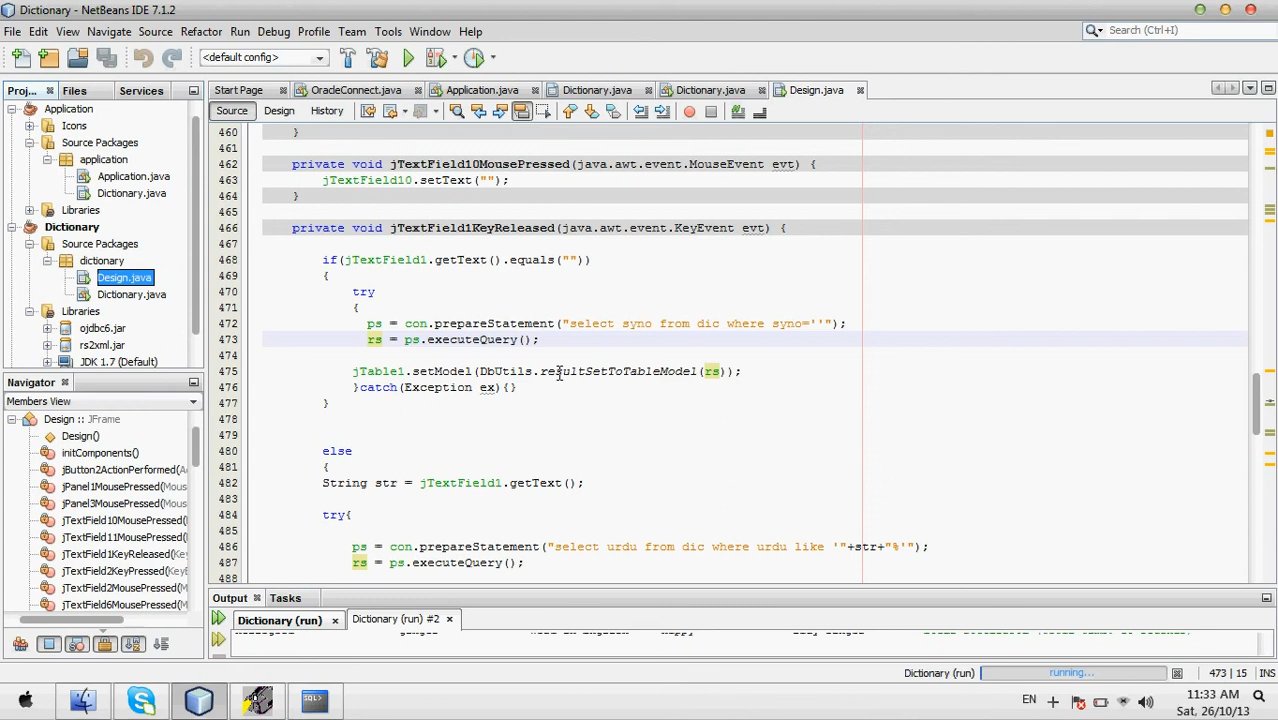 Dictionary - NetBeans IDE 7.1.2
File Edit View Navigate Source Refactor Run Debug Profile Team Tools Window Help
Search (Ctrl+I)
<default config>
Proj... Files Services
Start Page OracleConnect.java Application.java Dictionary.java Dictionary.java Design.java
Source Design History
Application
Icons
Source Packages
application
Application.java
Dictionary.java
Libraries
Dictionary
Source Packages
dictionary
Design.java
Dictionary.java
Libraries
ojdbc6.jar
rs2xml.jar
JDK 1.7 (Default)
Navigator
Members View
Design :: JFrame
Design()
initComponents()
jButton2ActionPerformed(Ac
jPanel1MousePressed(Mous
jPanel3MousePressed(Mous
jTextField10MousePressed(M
jTextField11MousePressed(M
jTextField1KeyReleased(Key
jTextField2KeyPressed(KeyE
jTextField2MousePressed(Mo
jTextField6MousePressed(Mo
460 }
461
462 private void jTextField10MousePressed(java.awt.event.MouseEvent evt) {
463 jTextField10.setText("");
464 }
465
466 private void jTextField1KeyReleased(java.awt.event.KeyEvent evt) {
467
468 if(jTextField1.getText().equals(""))
469 {
470 try
471 {
472 ps = con.prepareStatement("select syno from dic where syno=''");
473 rs = ps.executeQuery();
474
475 jTable1.setModel(DbUtils.resultSetToTableModel(rs));
476 }catch(Exception ex){}
477 }
478
479
480 else
481 {
482 String str = jTextField1.getText();
483
484 try{
485
486 ps = con.prepareStatement("select urdu from dic where urdu like '"+str+"%'");
487 rs = ps.executeQuery();
488
Output Tasks
Dictionary (run) Dictionary (run) #2
Dictionary (run) running... 473 | 15 INS
EN
11:33 AM
Sat, 26/10/13